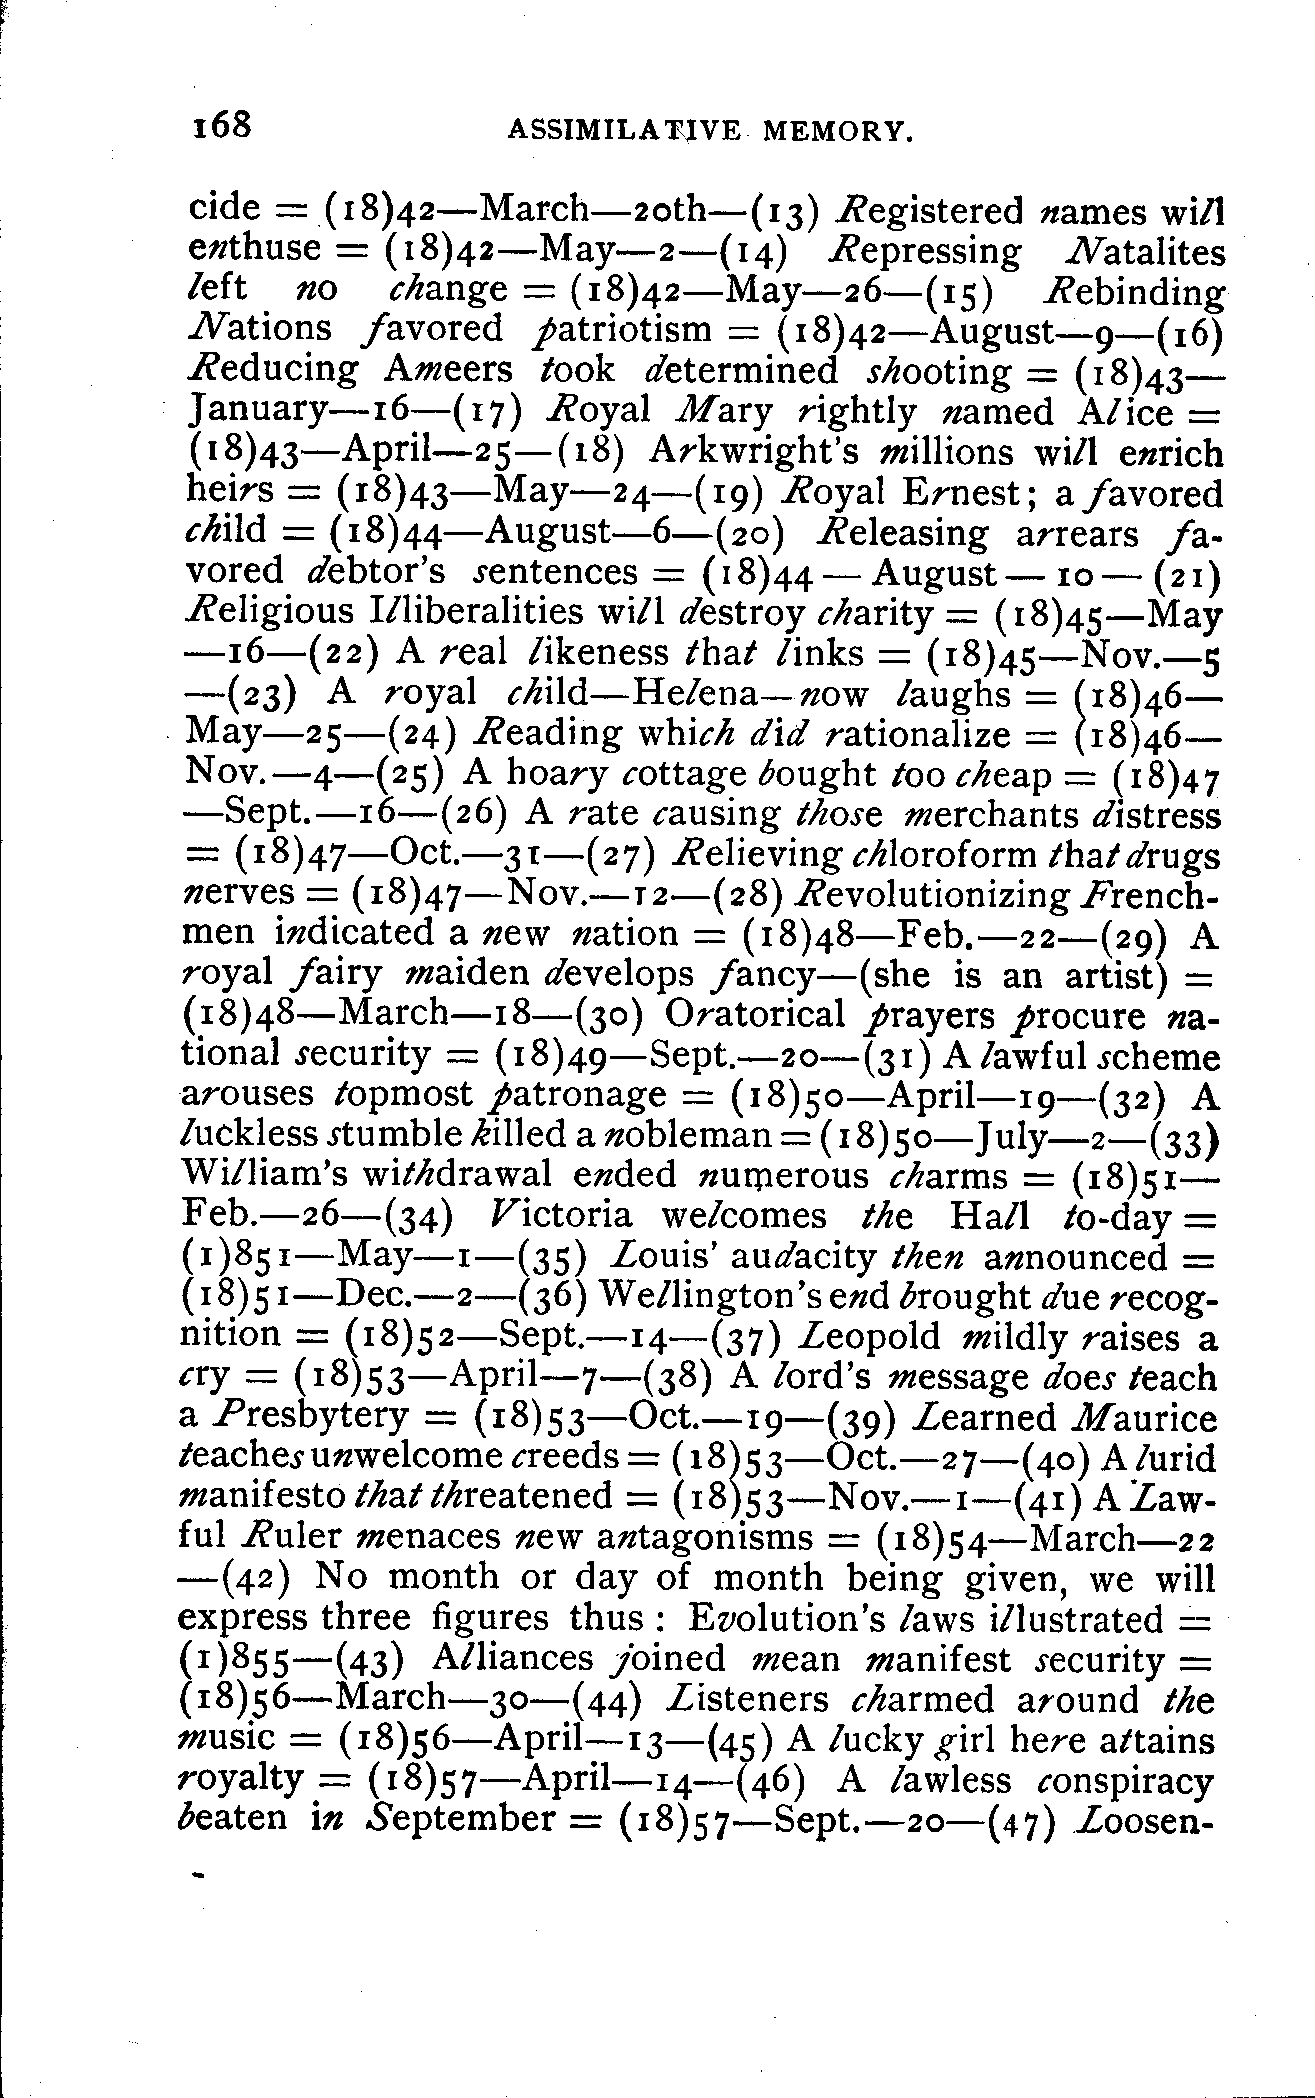 168 ASSIMILATIVE MEMORY.
cide = (18)42—March—20th—(13) Registered names will
enthuse = (18)42—May—2—(14) Repressing Natalites
left no change = (18)42—May—26—(15) Rebinding
Nations favored patriotism = (18)42—August—9—(16)
Reducing Ameers took determined shooting = (18)43—
January—16—(17) Royal Mary rightly named Alice =
(18)43—April—25—(18) Arkwright's millions will enrich
heirs = (18)43—May—24—(19) Royal Ernest; a favored
child = (18)44—August—6—(20) Releasing arrears fa-
vored debtor's sentences = (18)44 — August — 10 — (21)
Religious Illiberalities will destroy charity = (18)45—May
—16—(22) A real likeness that links = (18)45—Nov.—5
—(23) A royal child—Helena—now laughs = (18)46—
May—25—(24) Reading which did rationalize = (18)46—
Nov.—4—(25) A hoary cottage bought too cheap = (18)47
—Sept.—16—(26) A rate causing those merchants distress
= (18)47—Oct.—31—(27) Relieving chloroform that drugs
nerves = (18)47—Nov.—12—(28) Revolutionizing French-
men indicated a new nation = (18)48—Feb.—22—(29) A
royal fairy maiden develops fancy—(she is an artist) =
(18)48—March—18—(30) Oratorical prayers procure na-
tional security = (18)49—Sept.—20—(31) A lawful scheme
arouses topmost patronage = (18)50—April—19—(32) A
luckless stumble killed a nobleman = (18)50—July—2—(33)
William's withdrawal ended numerous charms = (18)51—
Feb.—26—(34) Victoria welcomes the Hall to-day =
(1)851—May—1—(35) Louis' audacity then announced =
(18)51—Dec.—2—(36) Wellington's end brought due recog-
nition = (18)52—Sept.—14—(37) Leopold mildly raises a
cry = (18)53—April—7—(38) A lord's message does teach
a Presbytery = (18)53—Oct.—19—(39) Learned Maurice
teaches unwelcome creeds = (18)53—Oct.—27—(40) A lurid
manifesto that threatened = (18)53—Nov.—1—(41) A Law-
ful Ruler menaces new antagonisms = (18)54—March—22
—(42) No month or day of month being given, we will
express three figures thus : Evolution's laws illustrated =
(1)855—(43) Alliances joined mean manifest security =
(18)56—March—30—(44) Listeners charmed around the
music = (18)56—April—13—(45) A lucky girl here attains
royalty = (18)57—April—14—(46) A lawless conspiracy
beaten in September = (18)57—Sept.—20—(47) Loosen-